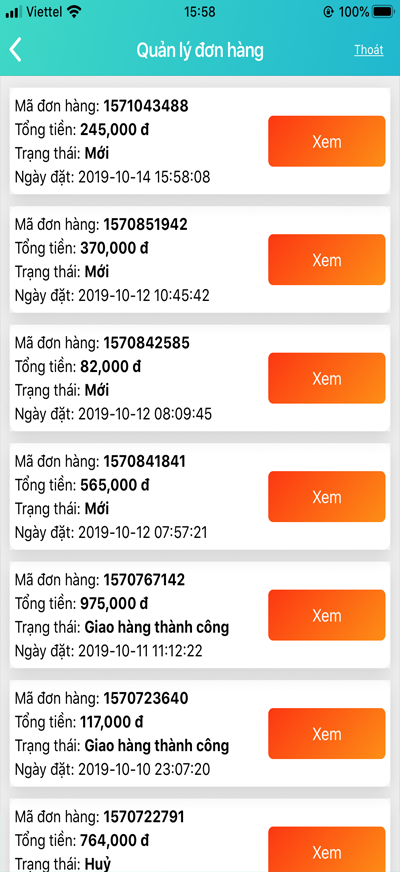 Viettel 15:58 100%
Quản lý đơn hàng Thoát
Mã đơn hàng: 1571043488
Tổng tiền: 245,000 đ
Xem
Trạng thái: Mới
Ngày đặt: 2019-10-14 15:58:08
Mã đơn hàng: 1570851942
Tổng tiền: 370,000 đ
Xem
Trạng thái: Mới
Ngày đặt: 2019-10-12 10:45:42
Mã đơn hàng: 1570842585
Tổng tiền: 82,000 đ
Xem
Trạng thái: Mới
Ngày đặt: 2019-10-12 08:09:45
Mã đơn hàng: 1570841841
Tổng tiền: 565,000 đ
Xem
Trạng thái: Mới
Ngày đặt: 2019-10-12 07:57:21
Mã đơn hàng: 1570767142
Tổng tiền: 975,000 đ
Xem
Trạng thái: Giao hàng thành công
Ngày đặt: 2019-10-11 11:12:22
Mã đơn hàng: 1570723640
Tổng tiền: 117,000 đ
Xem
Trạng thái: Giao hàng thành công
Ngày đặt: 2019-10-10 23:07:20
Mã đơn hàng: 1570722791
Tổng tiền: 764,000 đ
Xem
Trạng thái: Huỷ